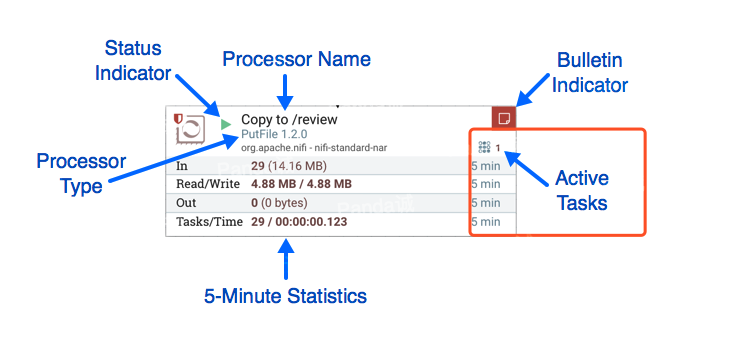 Status
Indicator
Processor Name
Bulletin
Indicator
Copy to /review
PutFile 1.2.0
org.apache.nifi - nifi-standard-nar
1
Processor
Type
In 29 (14.16 MB) 5 min
Read/Write 4.88 MB / 4.88 MB 5 min
Out 0 (0 bytes) 5 min
Tasks/Time 29 / 00:00:00.123 5 min
Active
Tasks
5-Minute Statistics